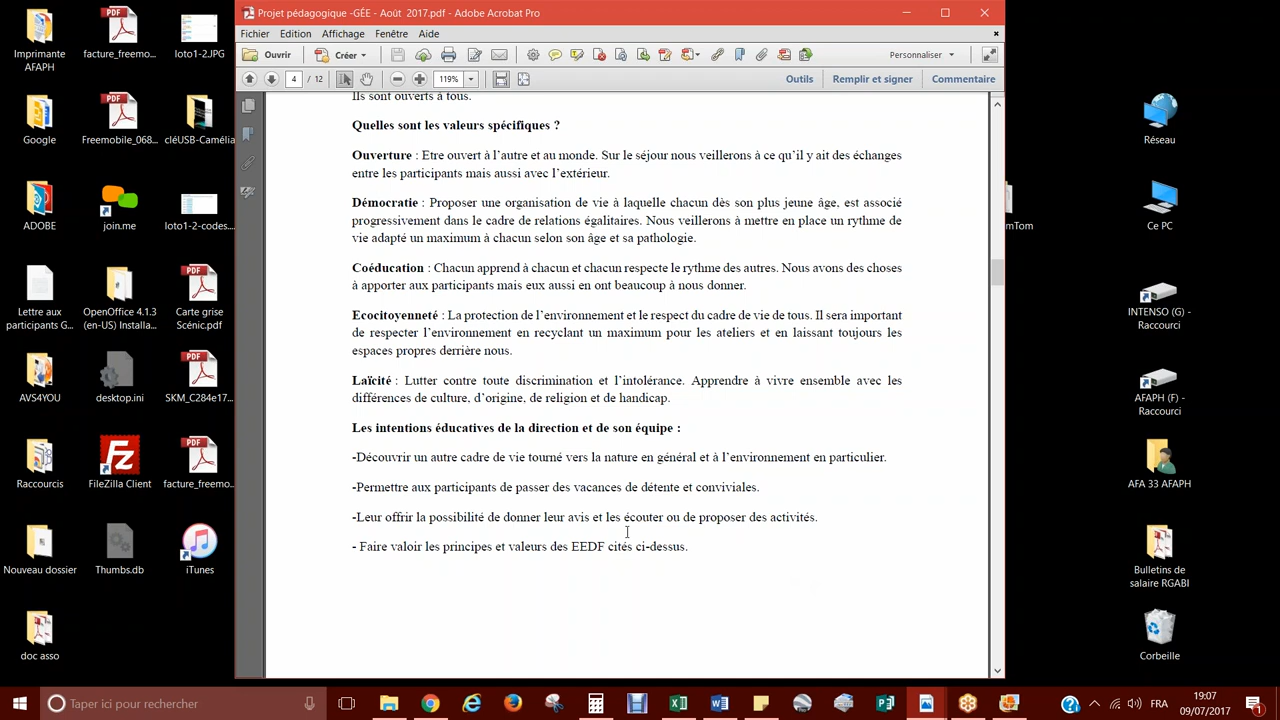 Projet pédagogique -GÉE - Août 2017.pdf - Adobe Acrobat Pro
Fichier Edition Affichage Fenêtre Aide
Ouvrir Créer Personnaliser
4 / 12 119% Outils Remplir et signer Commentaire
Ils sont ouverts à tous.
Quelles sont les valeurs spécifiques ?
Ouverture : Etre ouvert à l’autre et au monde. Sur le séjour nous veillerons à ce qu’il y ait des échanges
entre les participants mais aussi avec l’extérieur.
Démocratie : Proposer une organisation de vie à laquelle chacun dès son plus jeune âge, est associé
progressivement dans le cadre de relations égalitaires. Nous veillerons à mettre en place un rythme de
vie adapté un maximum à chacun selon son âge et sa pathologie.
Coéducation : Chacun apprend à chacun et chacun respecte le rythme des autres. Nous avons des choses
à apporter aux participants mais eux aussi en ont beaucoup à nous donner.
Ecocitoyenneté : La protection de l’environnement et le respect du cadre de vie de tous. Il sera important
de respecter l’environnement en recyclant un maximum pour les ateliers et en laissant toujours les
espaces propres derrière nous.
Laïcité : Lutter contre toute discrimination et l’intolérance. Apprendre à vivre ensemble avec les
différences de culture, d’origine, de religion et de handicap.
Les intentions éducatives de la direction et de son équipe :
-Découvrir un autre cadre de vie tourné vers la nature en général et à l’environnement en particulier.
-Permettre aux participants de passer des vacances de détente et conviviales.
-Leur offrir la possibilité de donner leur avis et les écouter ou de proposer des activités.
- Faire valoir les principes et valeurs des EEDF cités ci-dessus.
Imprimante
AFAPH
facture_freemo...
loto1-2.JPG
Google
Freemobile_068...
cléUSB-Camélia
ADOBE
join.me
loto1-2-codes...
Lettre aux
participants G...
OpenOffice 4.1.3
(en-US) Installa...
Carte grise
Scénic.pdf
AVS4YOU
desktop.ini
SKM_C284e17...
Raccourcis
FileZilla Client
facture_freemo...
Nouveau dossier
Thumbs.db
iTunes
doc asso
Réseau
mTom
Ce PC
INTENSO (G) -
Raccourci
AFAPH (F) -
Raccourci
AFA 33 AFAPH
Bulletins de
salaire RGABI
Corbeille
Taper ici pour rechercher
FRA
19:07
09/07/2017
1